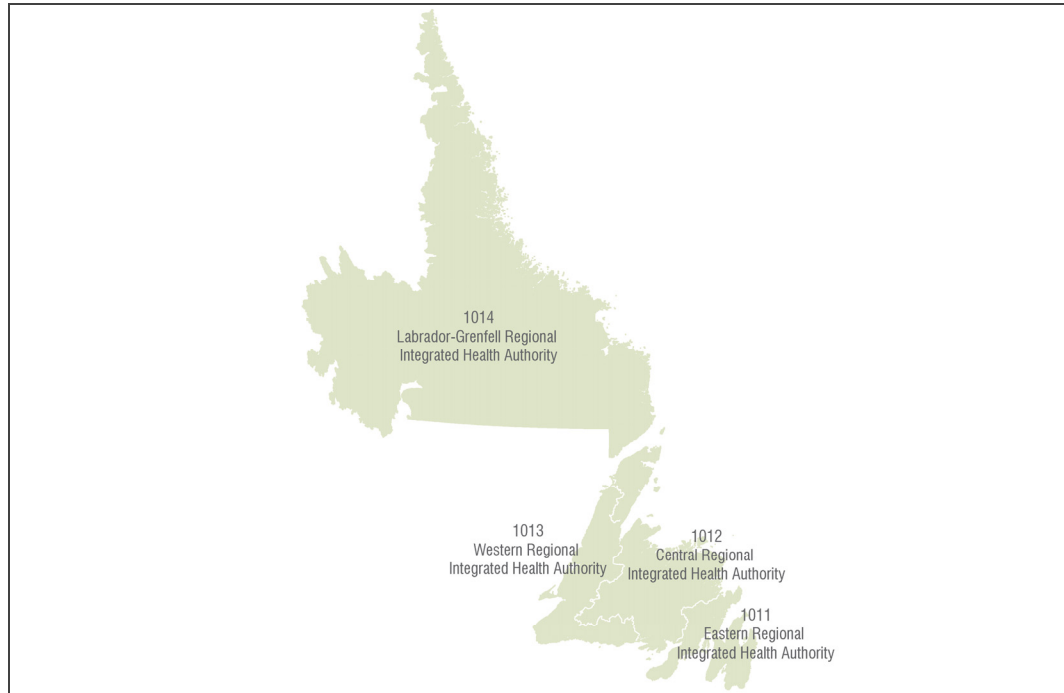 1014
Labrador-Grenfell Regional
Integrated Health Authority
1013
Western Regional
Integrated Health Authority
1012
Central Regional
Integrated Health Authority
1011
Eastern Regional
Integrated Health Authority